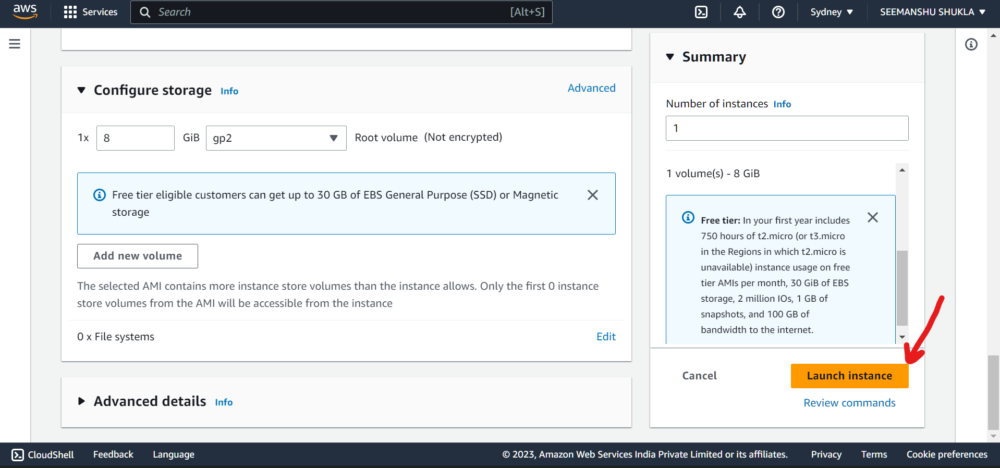 aws
Services
Search [Alt+S]
Sydney
SEEMANSHU SHUKLA
Configure storage Info
Advanced
1x 8 GiB gp2 Root volume (Not encrypted)
Free tier eligible customers can get up to 30 GB of EBS General Purpose (SSD) or Magnetic
storage
Add new volume
The selected AMI contains more instance store volumes than the instance allows. Only the first 0 instance
store volumes from the AMI will be accessible from the instance
0 x File systems
Edit
Advanced details Info
Summary
Number of instances Info
1
1 volume(s) - 8 GiB
Free tier: In your first year includes
750 hours of t2.micro (or t3.micro
in the Regions in which t2.micro is
unavailable) instance usage on free
tier AMIs per month, 30 GiB of EBS
storage, 2 million IOs, 1 GB of
snapshots, and 100 GB of
bandwidth to the internet.
Cancel
Launch instance
Review commands
CloudShell
Feedback
Language
© 2023, Amazon Web Services India Private Limited or its affiliates.
Privacy
Terms
Cookie preferences